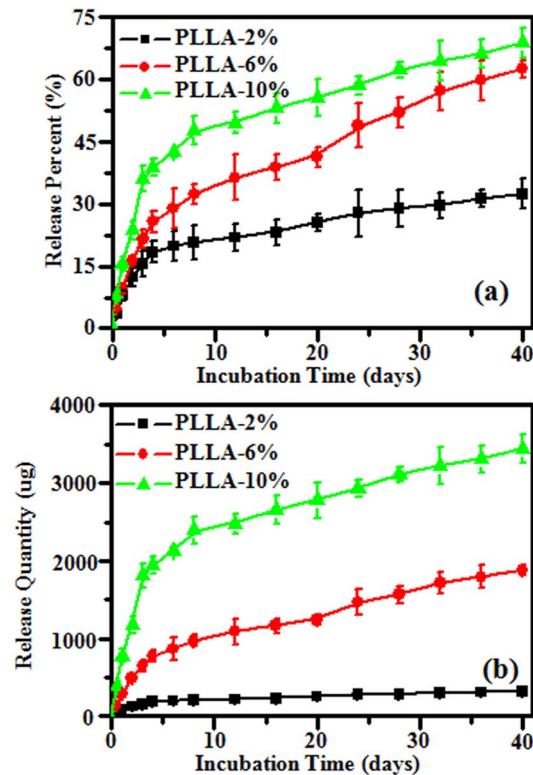 75
60
45
30
15
0
Release Percent (%)
PLLA-2%
PLLA-6%
PLLA-10%
(a)
0 10 20 30 40
Incubation Time (days)
4000
3000
2000
1000
0
Release Quantity (ug)
PLLA-2%
PLLA-6%
PLLA-10%
(b)
0 10 20 30 40
Incubation Time (days)